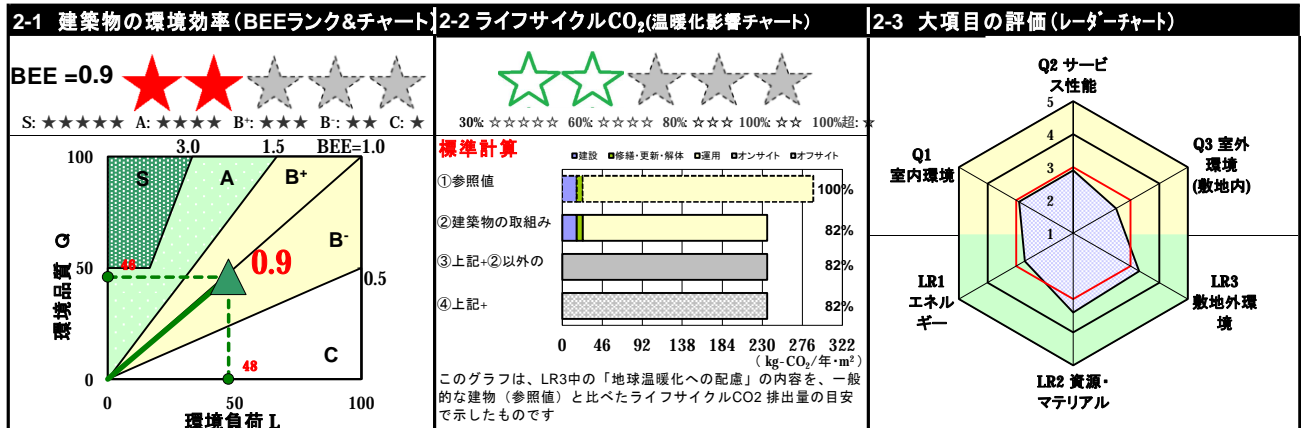 2-1 建築物の環境効率(BEEランク&チャート)
BEE =0.9
S: ★★★★★ A: ★★★★ B⁺: ★★★ B⁻: ★★ C: ★
3.0 1.5 BEE=1.0
100
S
A
B⁺
B⁻
0.9
50
46
0.5
C
48
0
0 50 100
環境品質 Q
環境負荷 L
2-2 ライフサイクルCO₂(温暖化影響チャート)
30%: ☆☆☆☆☆ 60%: ☆☆☆☆ 80%: ☆☆☆ 100%: ☆☆ 100%超: ★
標準計算
■建設 ■修繕・更新・解体 □運用 ■オンサイト ■オフサイト
①参照値
100%
②建築物の取組み
82%
③上記+②以外の
82%
④上記+
82%
0 46 92 138 184 230 276 322
( kg-CO₂/年・m²)
このグラフは、LR3中の「地球温暖化への配慮」の内容を、一般
的な建物(参照値)と比べたライフサイクルCO2 排出量の目安
で示したものです
2-3 大項目の評価(レーダーチャート)
Q2 サービ
ス性能
5
4
3
2
1
Q1
室内環境
Q3 室外
環境
(敷地内)
LR1
エネル
ギー
LR3
敷地外環
境
LR2 資源・
マテリアル